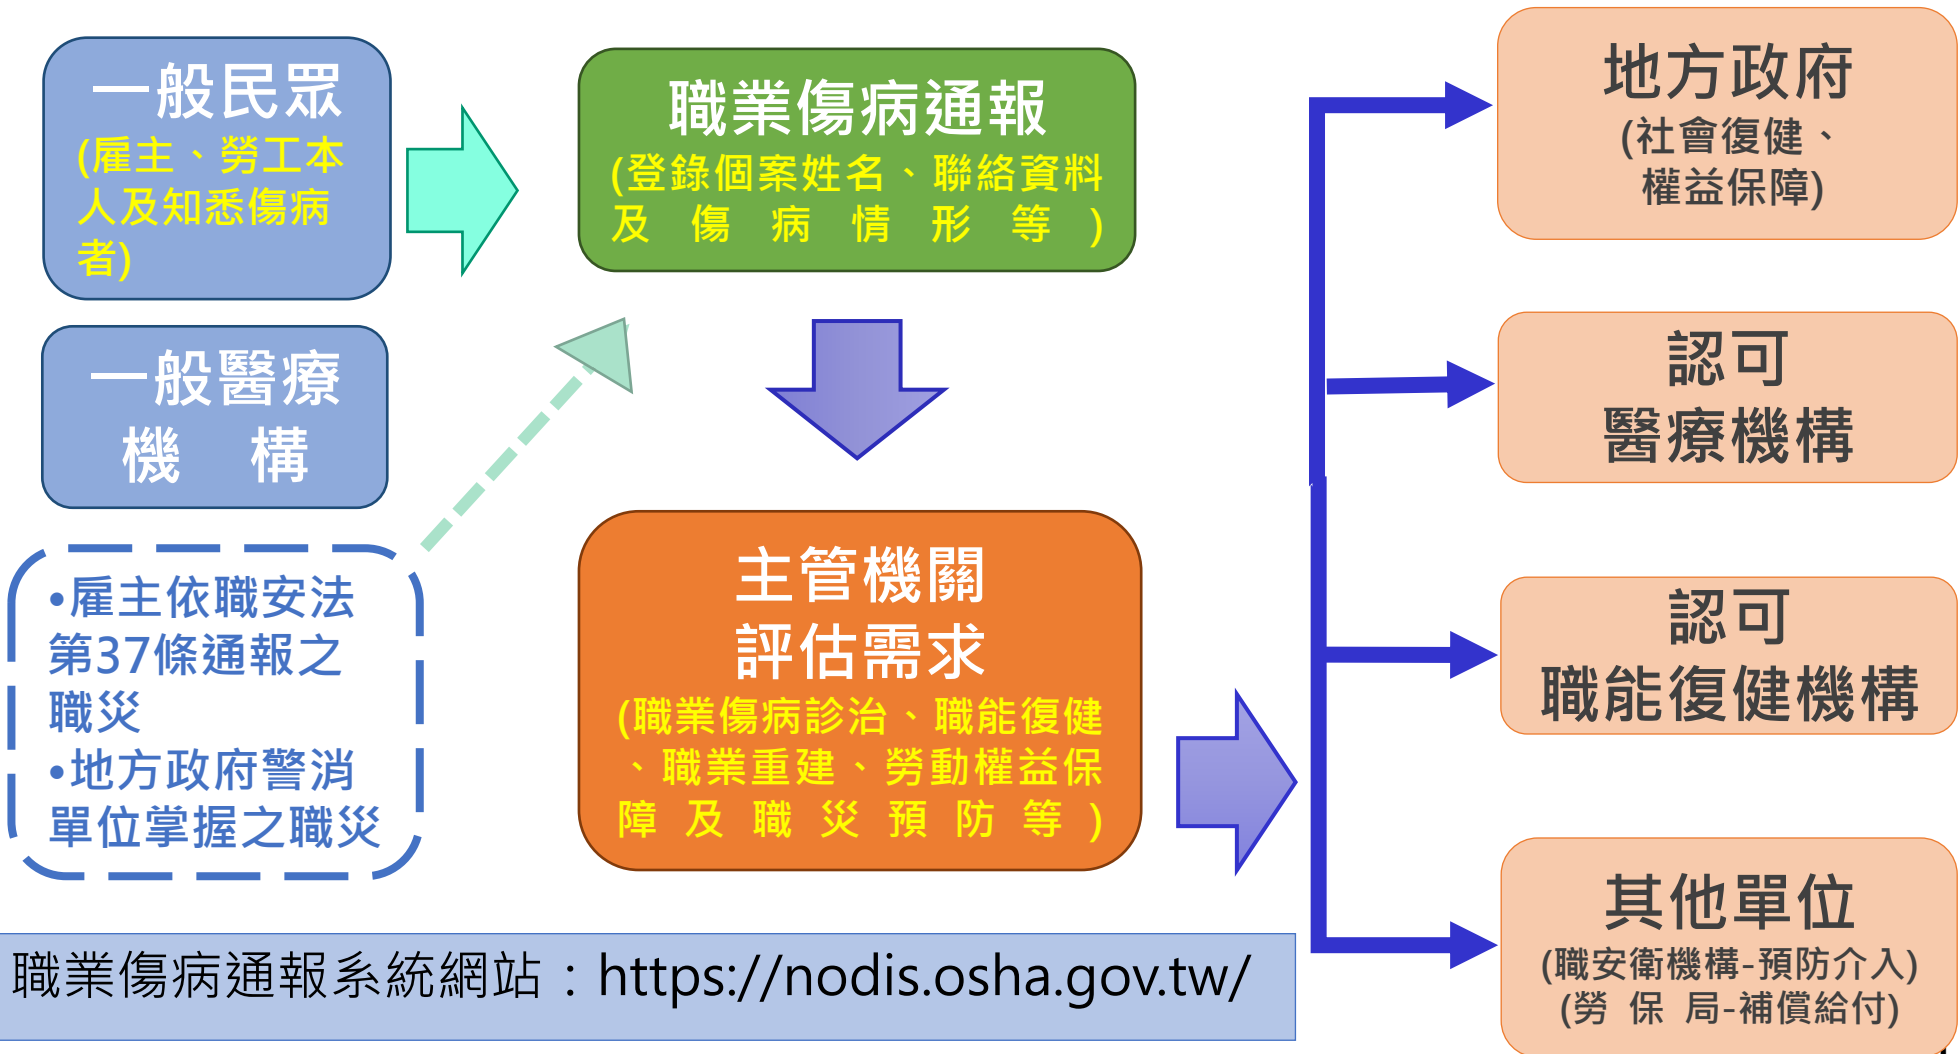 一般民眾
(雇主、勞工本
人及知悉傷病
者)
一般醫療
機構
•雇主依職安法
第37條通報之
職災
•地方政府警消
單位掌握之職災
職業傷病通報
(登錄個案姓名、聯絡資料
及傷病情形等)
主管機關
評估需求
(職業傷病診治、職能復健
、職業重建、勞動權益保
障及職災預防等)
地方政府
(社會復健、
權益保障)
認可
醫療機構
認可
職能復健機構
其他單位
(職安衛機構-預防介入)
(勞保局-補償給付)
職業傷病通報系統網站：https://nodis.osha.gov.tw/